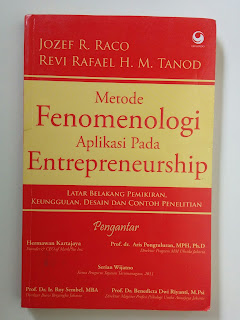 JOZEF R. RACO
REVI RAFAEL H. M. TANOD
Metode
Fenomenologi
Aplikasi Pada
Entrepreneurship
LATAR BELAKANG PEMIKIRAN,
KEUNGGULAN, DESAIN DAN CONTOH PENELITIAN
Pengantar
Hermawan Kartajaya
Prof. dr. Aris Pongtuluran, MPH, Ph.D
Serian Wijatno
Prof. Dr. Ir. Roy Sembel, MBA
Prof. Dr. Benedicta Dwi Riyanti, M.Psi